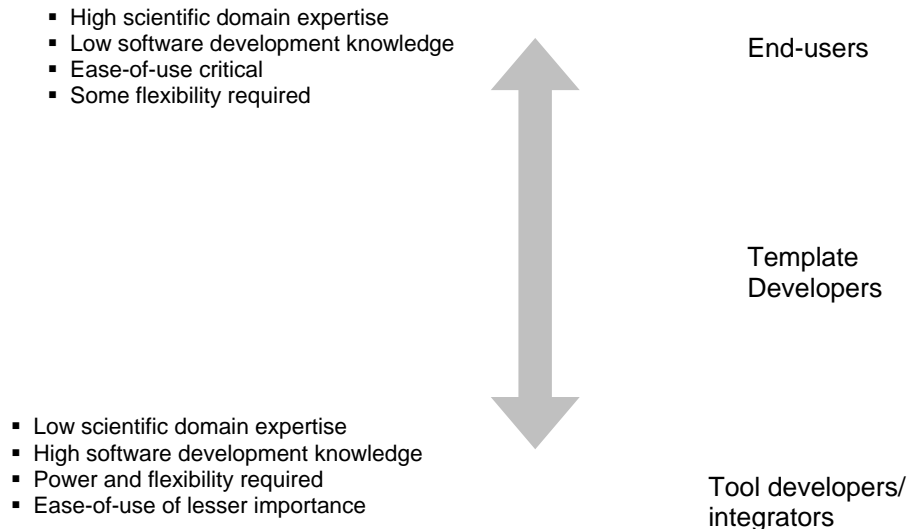 ▪ High scientific domain expertise
▪ Low software development knowledge
▪ Ease-of-use critical
▪ Some flexibility required
End-users
Template
Developers
▪ Low scientific domain expertise
▪ High software development knowledge
▪ Power and flexibility required
▪ Ease-of-use of lesser importance
Tool developers/
integrators